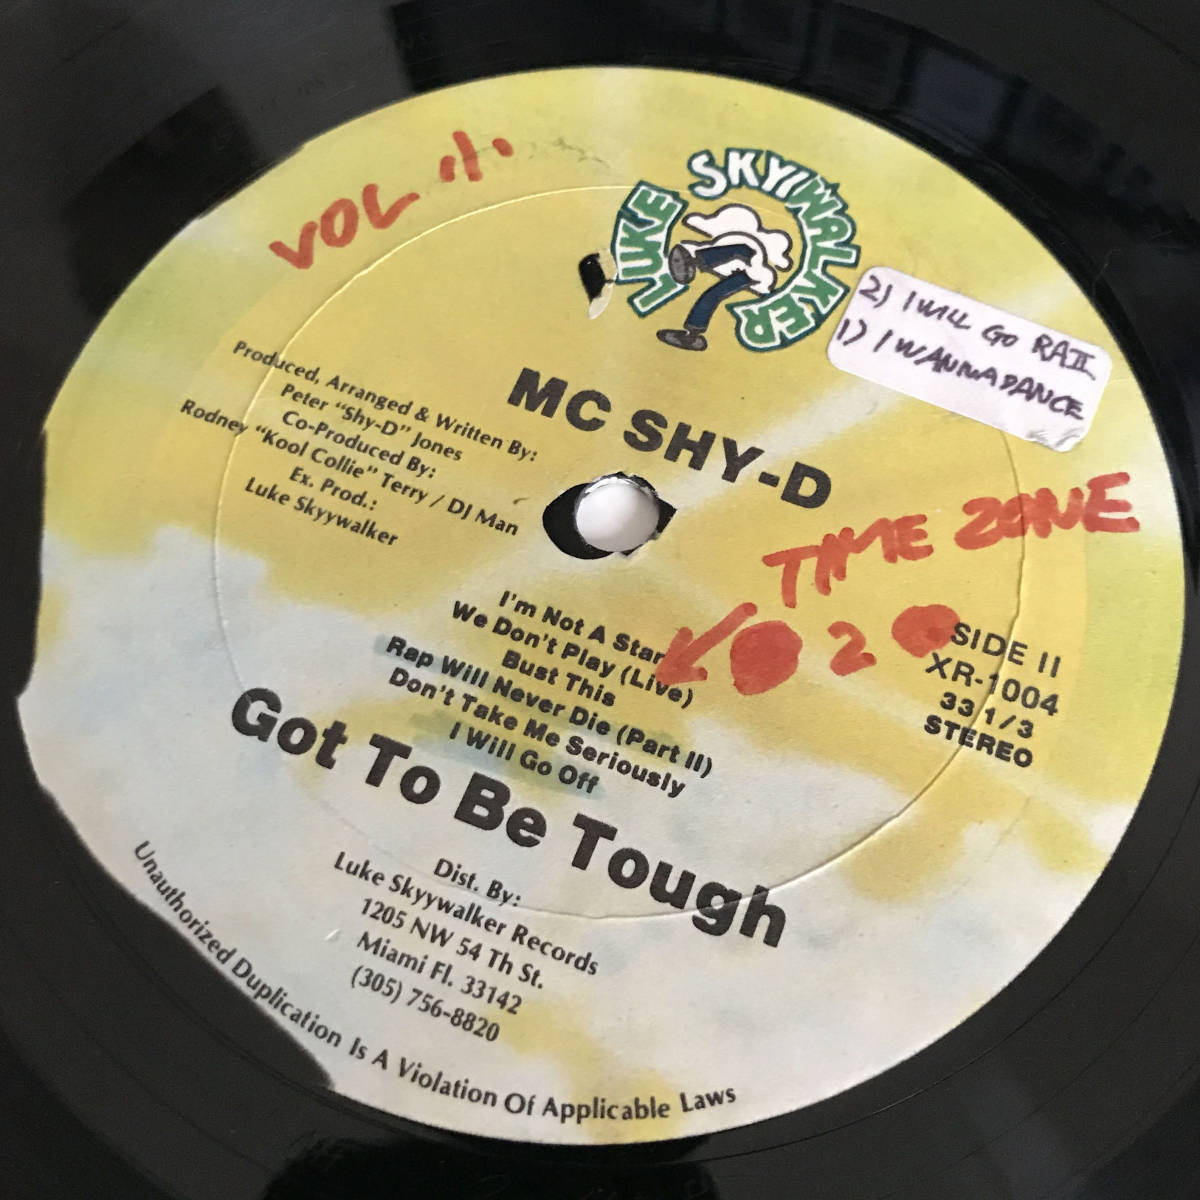 VOL
LUKE SKYYWALKER
2) I WILL GO RAII
1) I WANNADANCE
MC SHY-D
Produced, Arranged & Written By:
Peter "Shy-D" Jones
Co-Produced By:
Rodney "Kool Collie" Terry / DJ Man
Ex. Prod.:
Luke Skyywalker
TIME ZONE
2
SIDE II
XR-1004
33 1/3
STEREO
I'm Not A Star
We Don't Play (Live)
Bust This
Rap Will Never Die (Part II)
Don't Take Me Seriously
I Will Go Off
Got To Be Tough
Dist. By:
Luke Skyywalker Records
1205 NW 54 Th St.
Miami Fl. 33142
(305) 756-8820
Unauthorized Duplication Is A Violation Of Applicable Laws